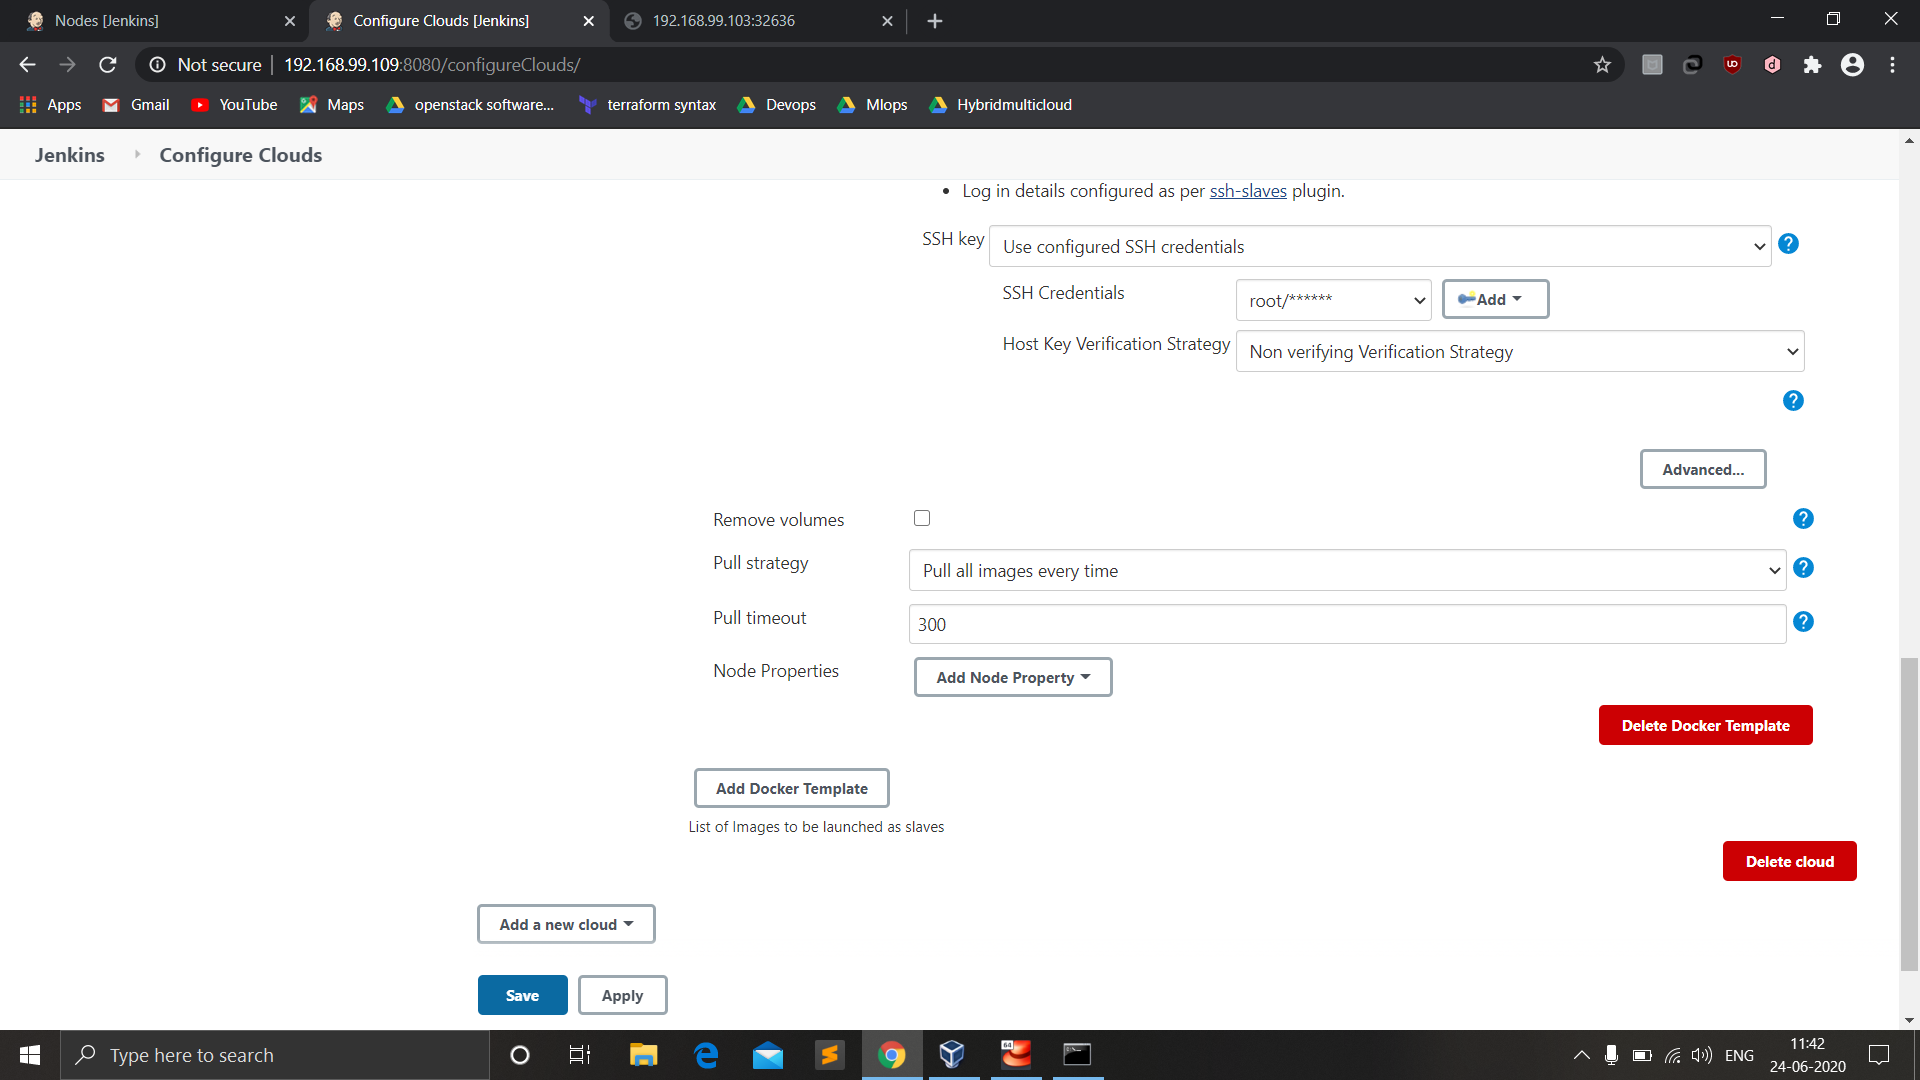 Nodes [Jenkins]
Configure Clouds [Jenkins]
192.168.99.103:32636
Not secure
192.168.99.109:8080/configureClouds/
Apps
Gmail
YouTube
Maps
openstack software...
terraform syntax
Devops
Mlops
Hybridmulticloud
Jenkins
Configure Clouds
Log in details configured as per ssh-slaves plugin.
SSH key
Use configured SSH credentials
SSH Credentials
root/******
Add
Host Key Verification Strategy
Non verifying Verification Strategy
Advanced...
Remove volumes
Pull strategy
Pull all images every time
Pull timeout
300
Node Properties
Add Node Property
Delete Docker Template
Add Docker Template
List of Images to be launched as slaves
Delete cloud
Add a new cloud
Save
Apply
Type here to search
64
ENG
11:42
24-06-2020